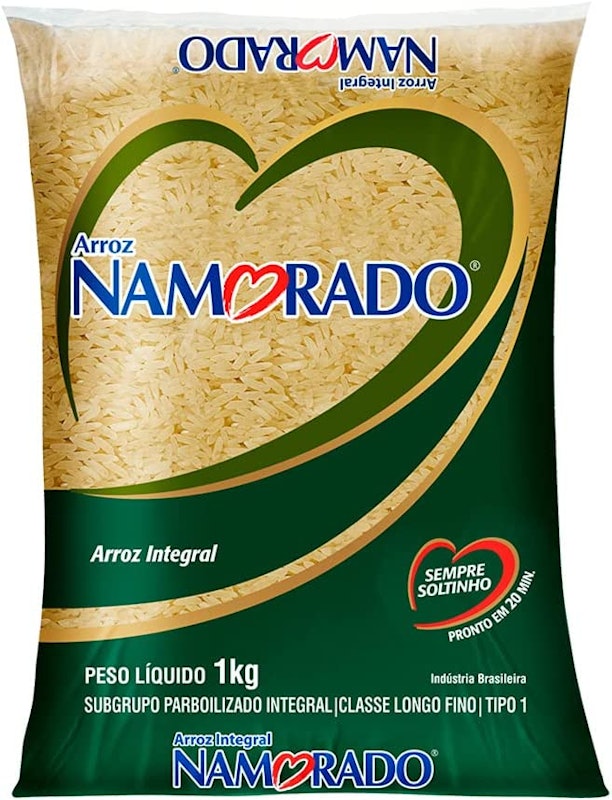 NAMORADO®
Arroz Integral
Arroz
NAMORADO®
Arroz Integral
SEMPRE
SOLTINHO
PRONTO EM 20 MIN.
PESO LÍQUIDO 1kg
Indústria Brasileira
SUBGRUPO PARBOILIZADO INTEGRAL|CLASSE LONGO FINO|TIPO 1
Arroz Integral
NAMORADO®